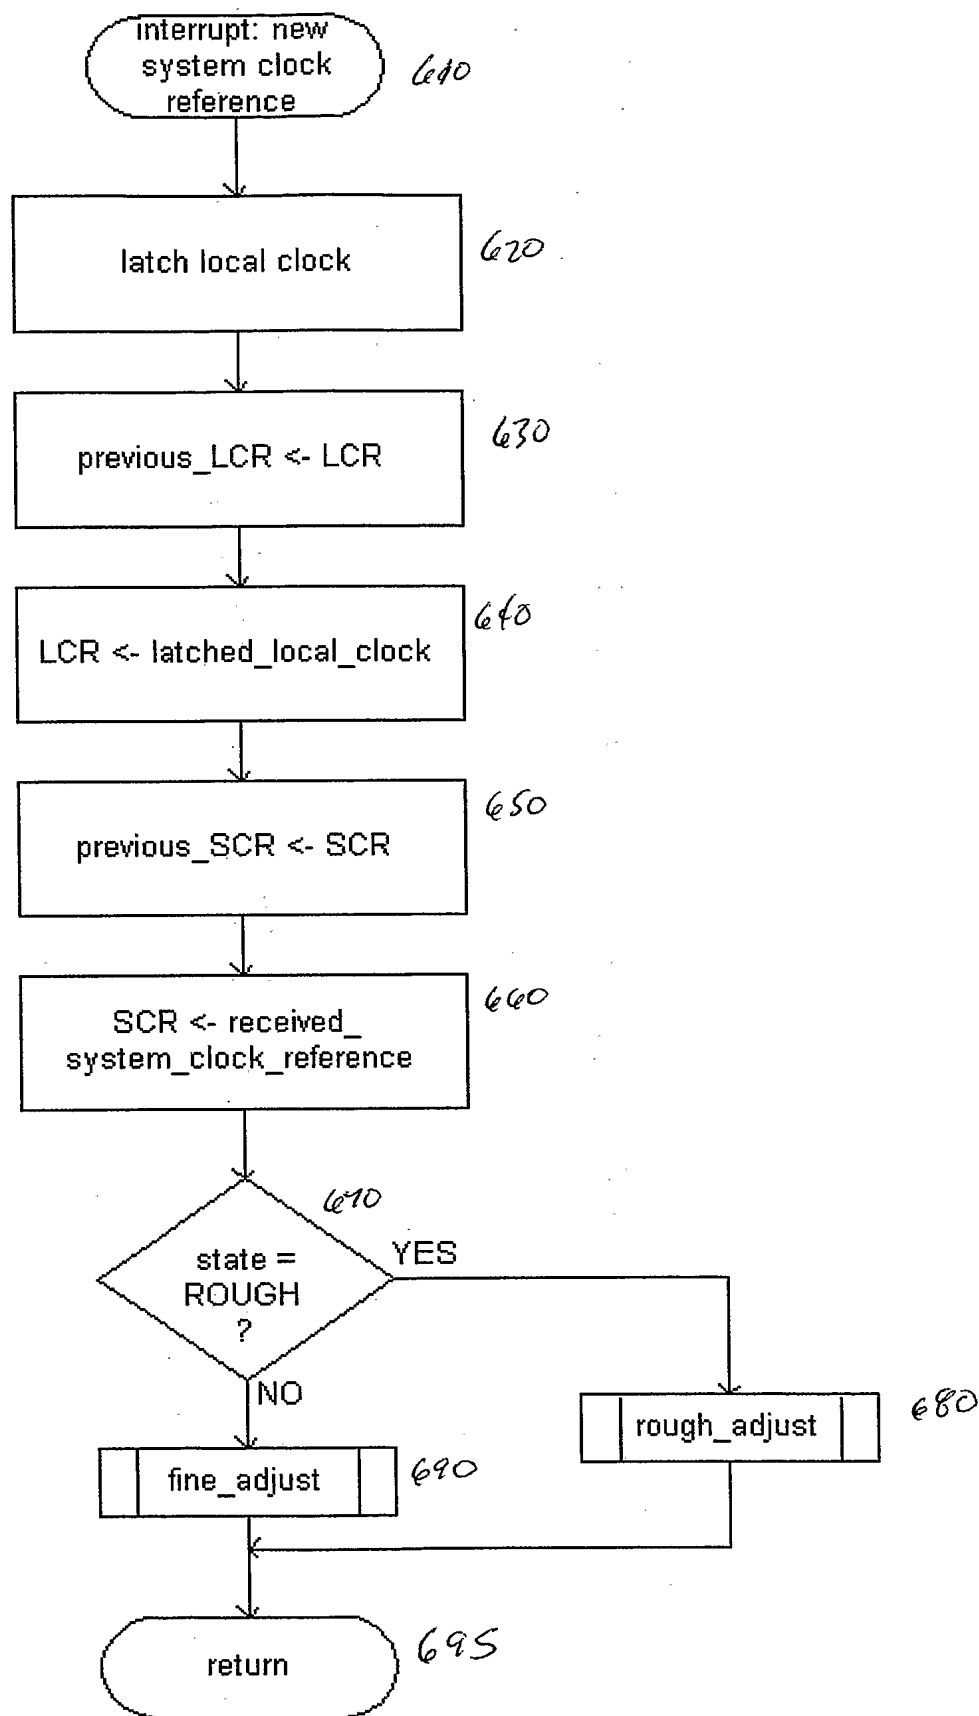 interrupt: new
system clock
reference
610
latch local clock
620
previous_LCR <- LCR
630
LCR <- latched_local_clock
640
previous_SCR <- SCR
650
SCR <- received_
system_clock_reference
660
670
state =
ROUGH
?
YES
NO
rough_adjust
680
fine_adjust
690
return
695